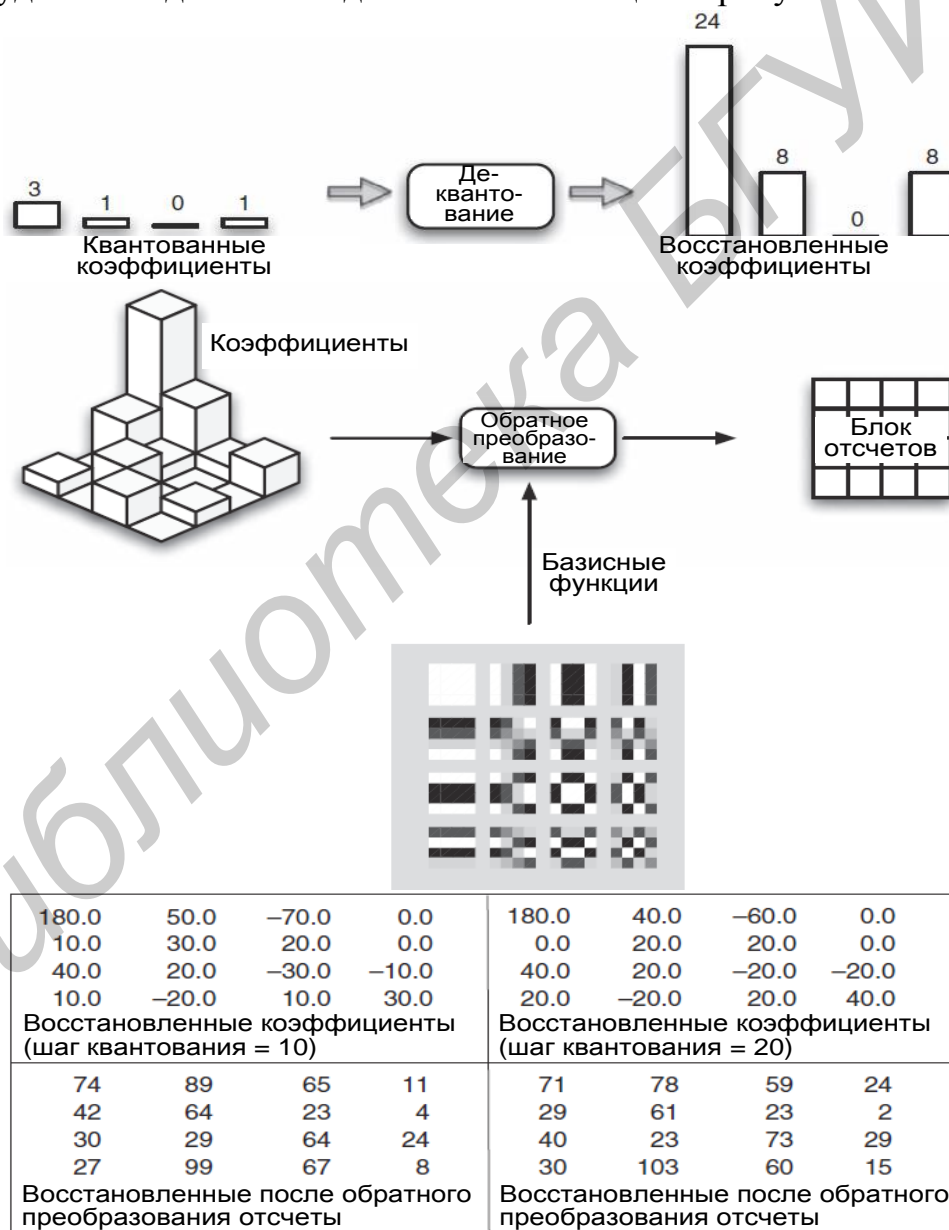 24
8
8
3
1
0
1
0
Де-
кванто-
вание
Квантованные
коэффициенты
Восстановленные
коэффициенты
Коэффициенты
Обратное
преобразо-
вание
Блок
отсчетов
Базисные
функции
180.0 50.0 –70.0 0.0
10.0 30.0 20.0 0.0
40.0 20.0 –30.0 –10.0
10.0 –20.0 10.0 30.0
Восстановленные коэффициенты
(шаг квантования = 10)
180.0 40.0 –60.0 0.0
0.0 20.0 20.0 0.0
40.0 20.0 –20.0 –20.0
20.0 –20.0 20.0 40.0
Восстановленные коэффициенты
(шаг квантования = 20)
74 89 65 11
42 64 23 4
30 29 64 24
27 99 67 8
Восстановленные после обратного
преобразования отсчеты
71 78 59 24
29 61 23 2
40 23 73 29
30 103 60 15
Восстановленные после обратного
преобразования отсчеты